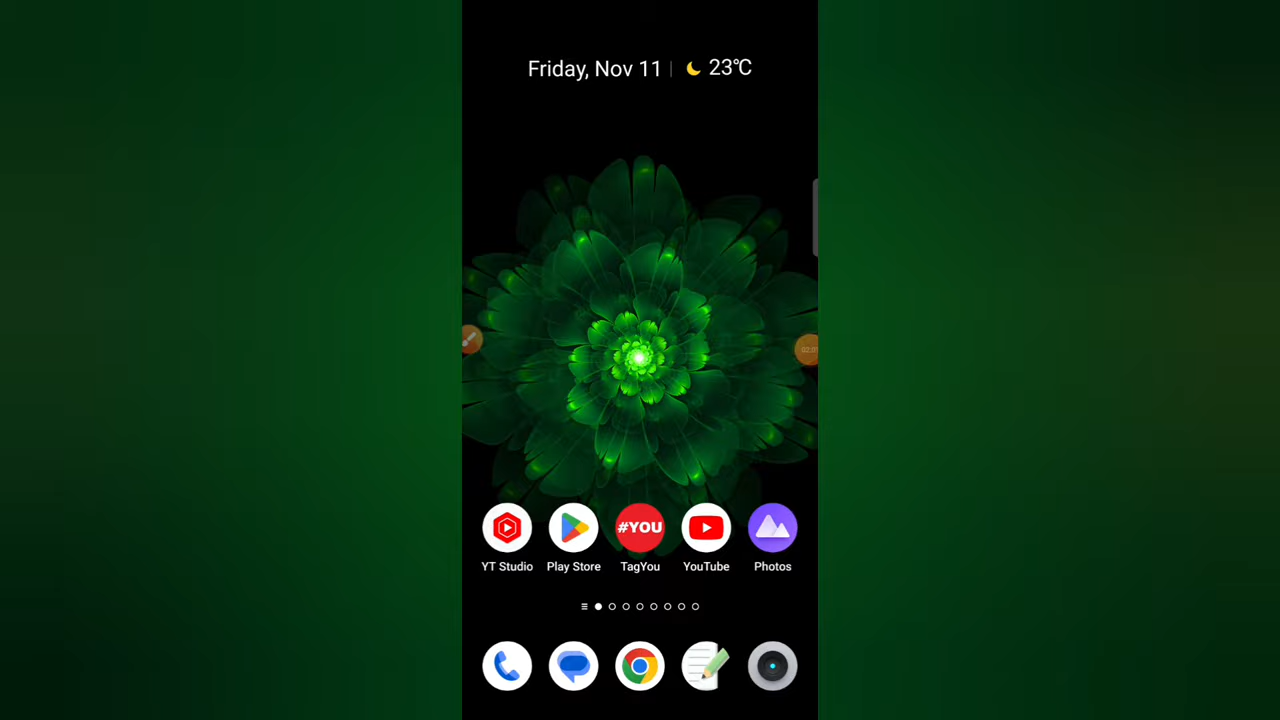 Friday, Nov 11 | 23℃
#YOU
YT Studio Play Store TagYou YouTube Photos